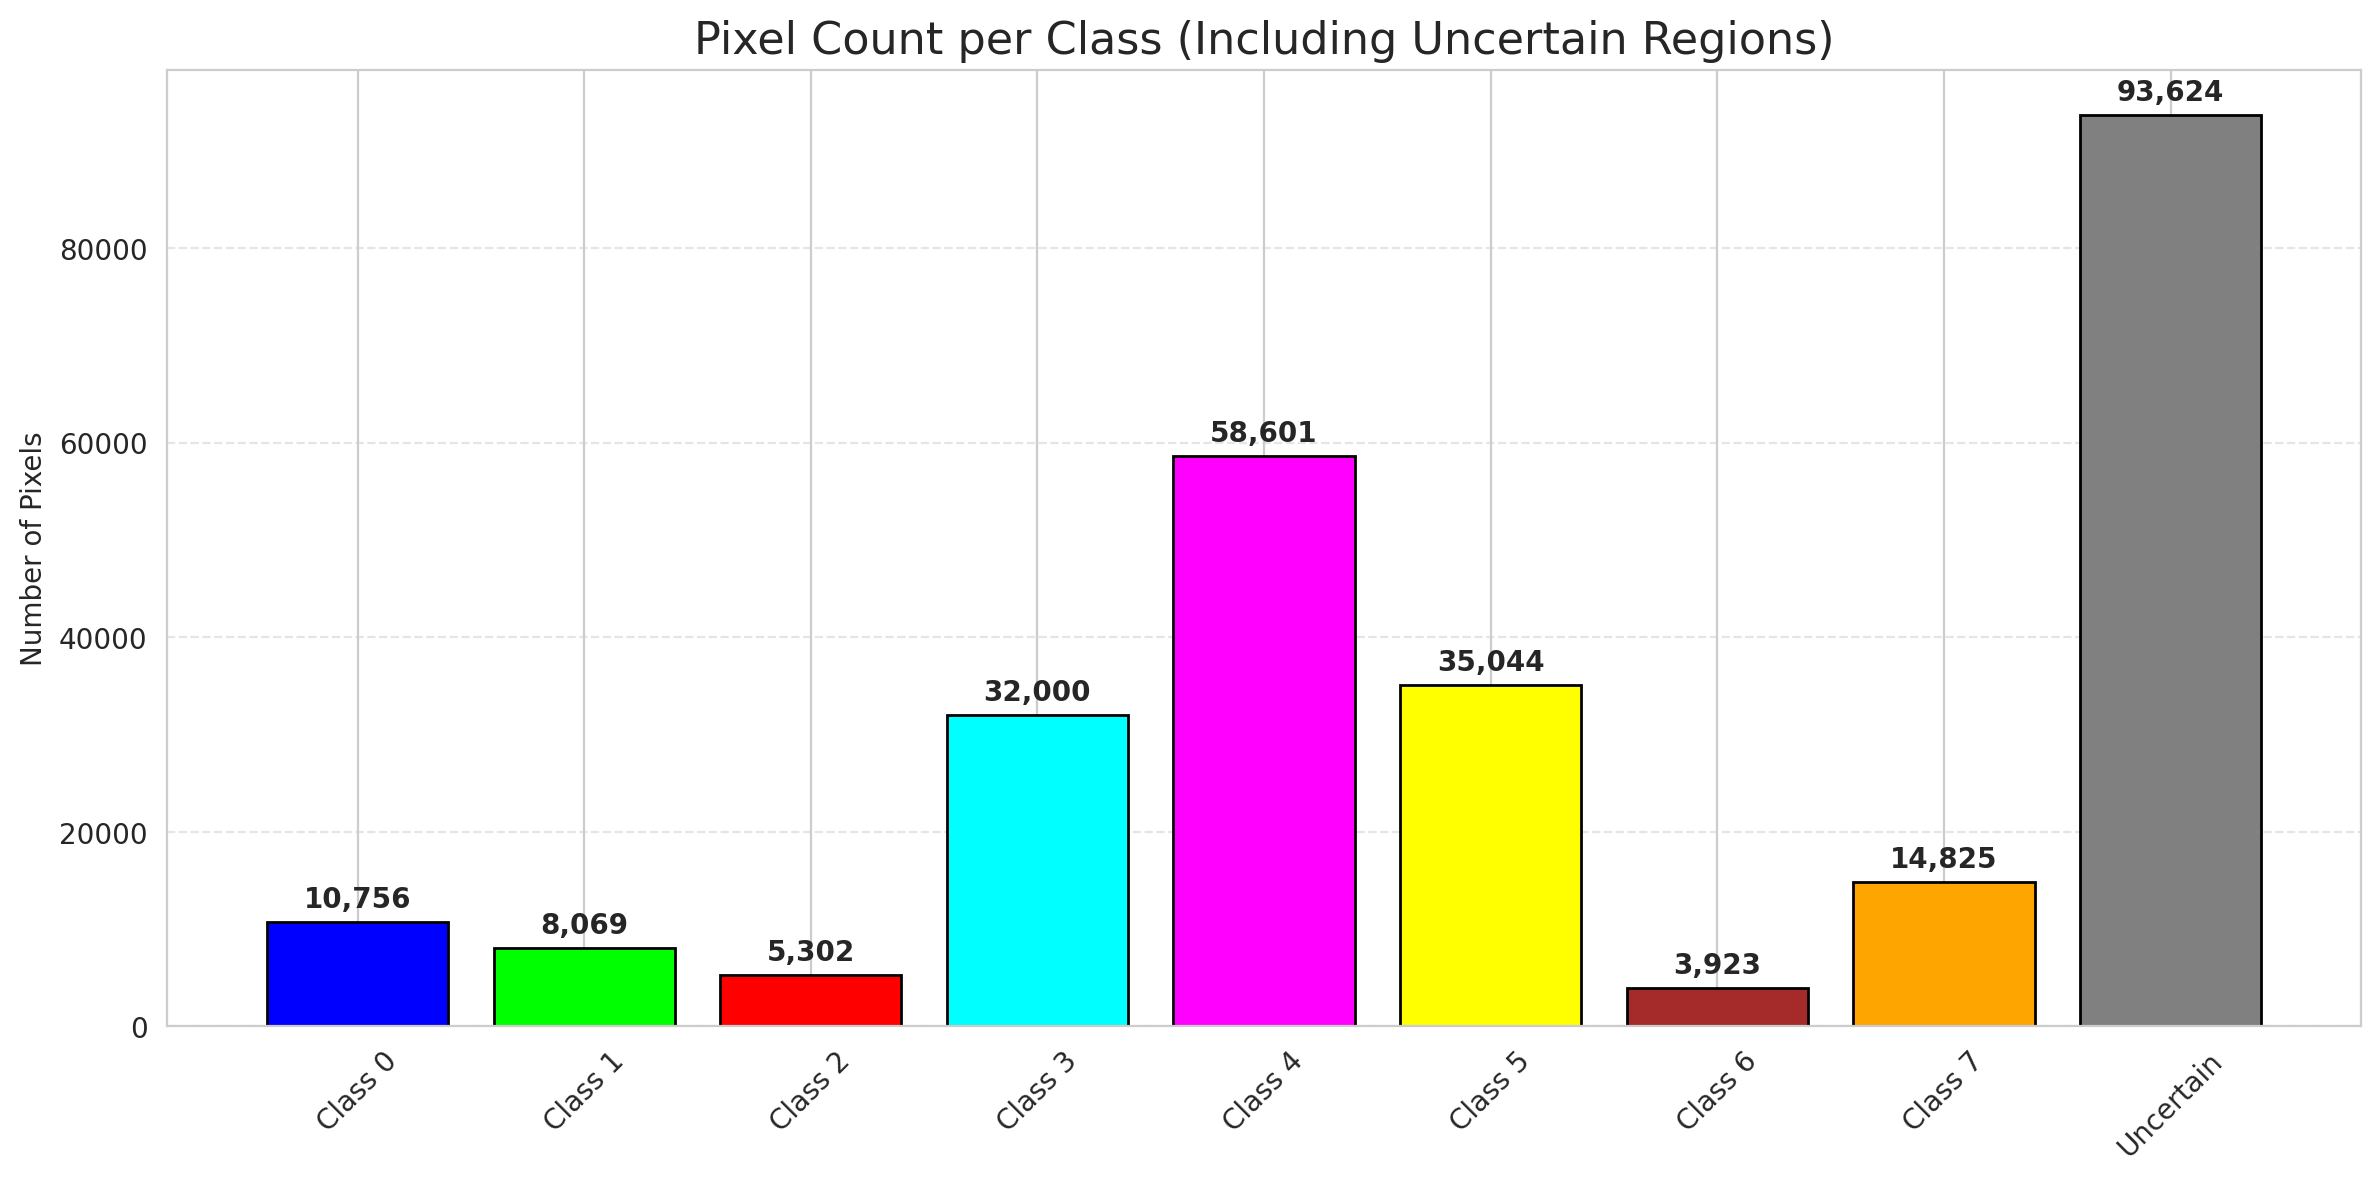 Pixel Count per Class (Including Uncertain Regions)
Number of Pixels
80000
60000
40000
20000
0
10,756
8,069
5,302
32,000
58,601
35,044
3,923
14,825
93,624
Class 0
Class 1
Class 2
Class 3
Class 4
Class 5
Class 6
Class 7
Uncertain